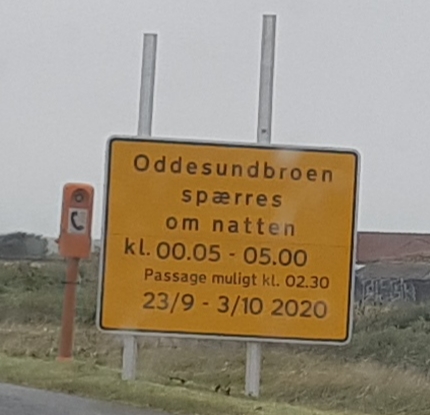 Oddesundbroen
spærres
om natten
kl. 00.05 - 05.00
Passage muligt kl. 02.30
23/9 - 3/10 2020